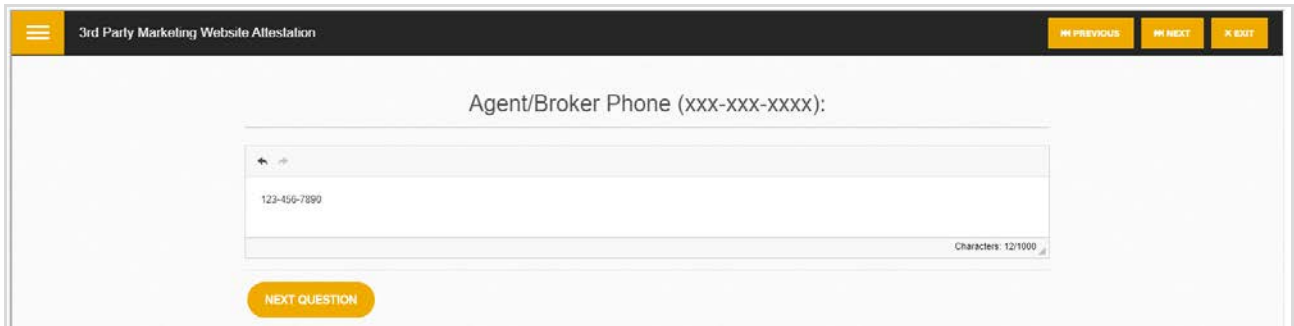 3rd Party Marketing Website Attestation
PREVIOUS
NEXT
EXIT
Agent/Broker Phone (xxx-xxx-xxxx):
123-456-7890
Characters: 12/1000
NEXT QUESTION